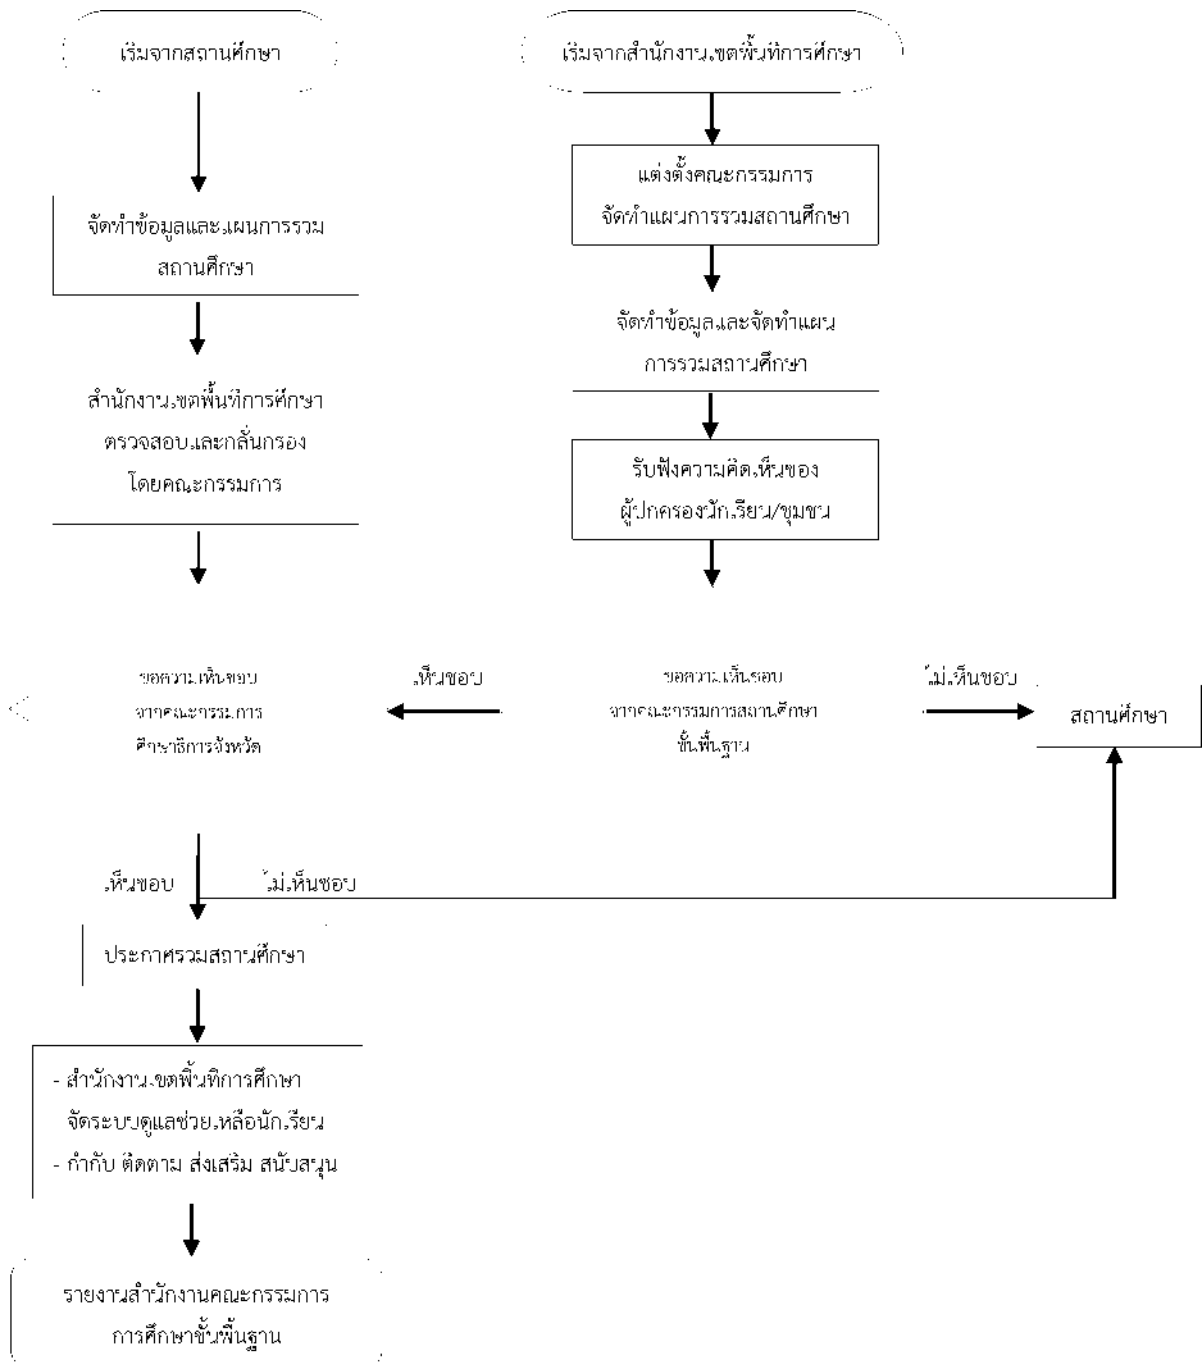 เริ่มจากสถานศึกษา
เริ่มจากสำนักงานเขตพื้นที่การศึกษา
แต่งตั้งคณะกรรมการ
จัดทำแผนการรวมสถานศึกษา
จัดทำข้อมูลและแผนการรวม
สถานศึกษา
จัดทำข้อมูลและจัดทำแผน
การรวมสถานศึกษา
สำนักงานเขตพื้นที่การศึกษา
ตรวจสอบและกลั่นกรอง
โดยคณะกรรมการ
รับฟังความคิดเห็นของ
ผู้ปกครองนักเรียน/ชุมชน
ขอความเห็นชอบ
จากคณะกรรมการ
ศึกษาธิการจังหวัด
เห็นชอบ
ขอความเห็นชอบ
จากคณะกรรมการสถานศึกษา
ขั้นพื้นฐาน
ไม่เห็นชอบ
สถานศึกษา
เห็นชอบ
ไม่เห็นชอบ
ประกาศรวมสถานศึกษา
- สำนักงานเขตพื้นที่การศึกษา
จัดระบบดูแลช่วยเหลือนักเรียน
- กำกับ ติดตาม ส่งเสริม สนับสนุน
รายงานสำนักงานคณะกรรมการ
การศึกษาขั้นพื้นฐาน